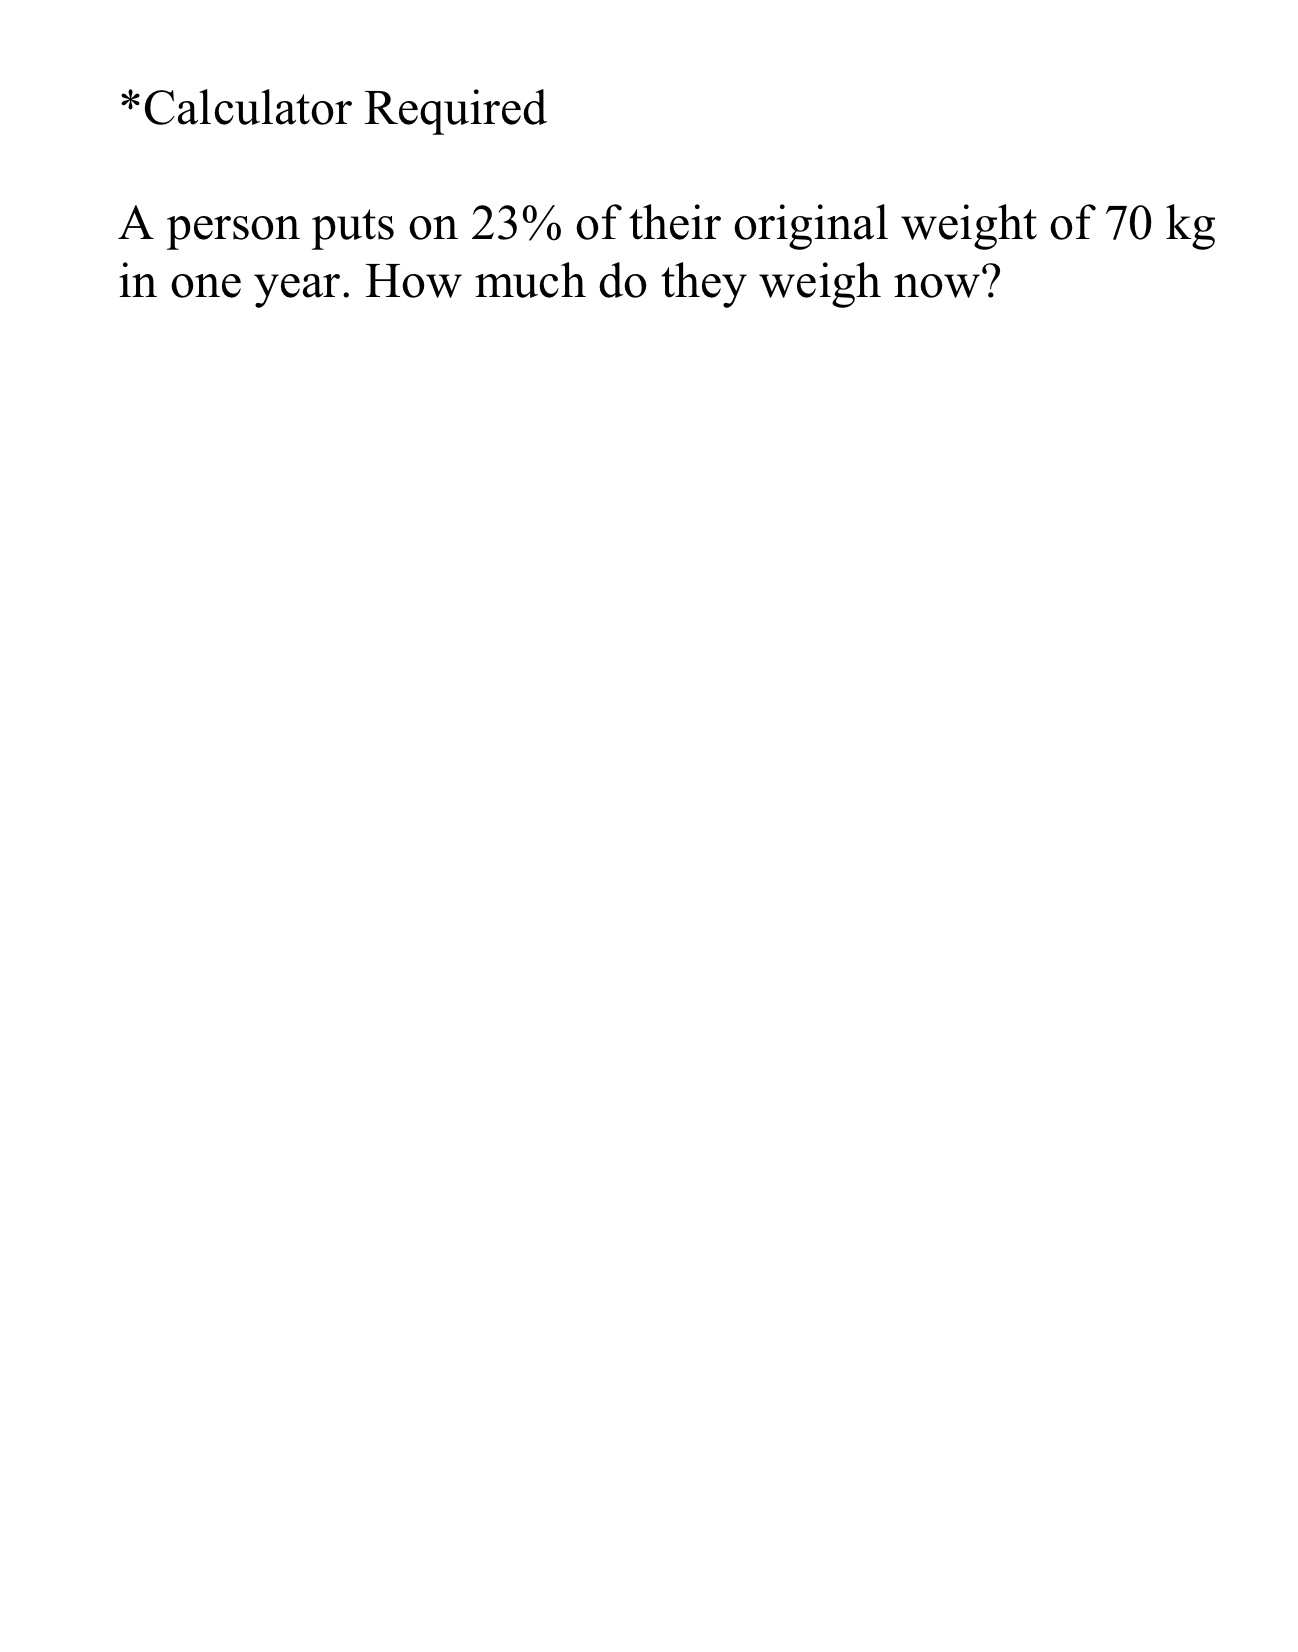 *Calculator Required
A person puts on 23% of their original weight of 70 kg
in one year. How much do they weigh now?